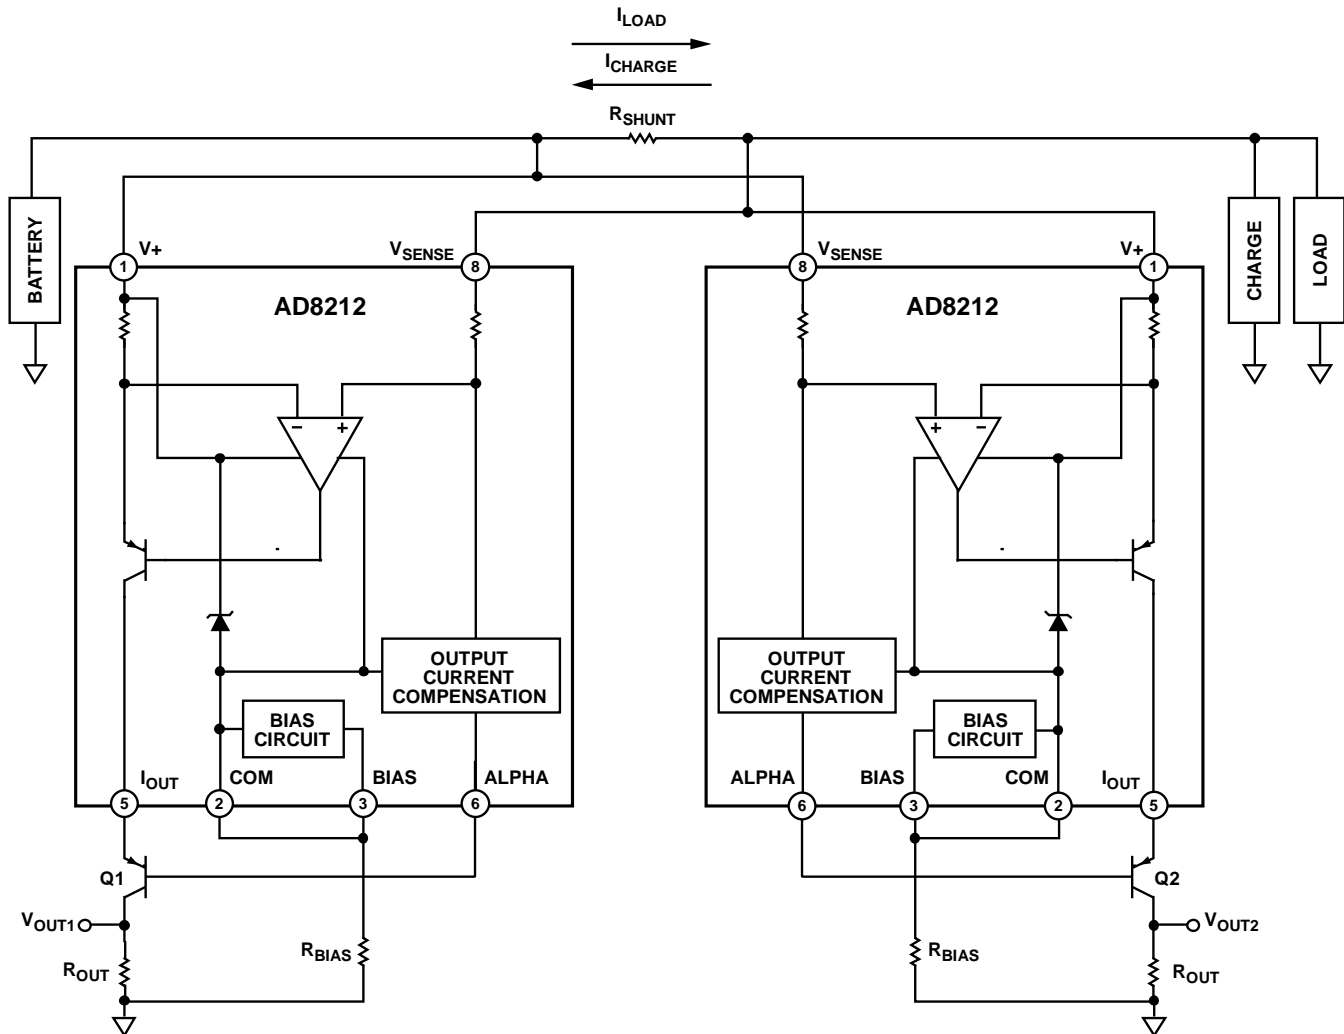 ILOAD
ICHARGE
RSHUNT
BATTERY
V+
VSENSE
VSENSE
V+
CHARGE
LOAD
1
8
8
1
AD8212
AD8212
− +
+ −
OUTPUT CURRENT COMPENSATION
OUTPUT CURRENT COMPENSATION
BIAS CIRCUIT
BIAS CIRCUIT
IOUT
COM
BIAS
ALPHA
ALPHA
BIAS
COM
IOUT
5
2
3
6
6
3
2
5
Q1
Q2
VOUT1
VOUT2
RBIAS
RBIAS
ROUT
ROUT